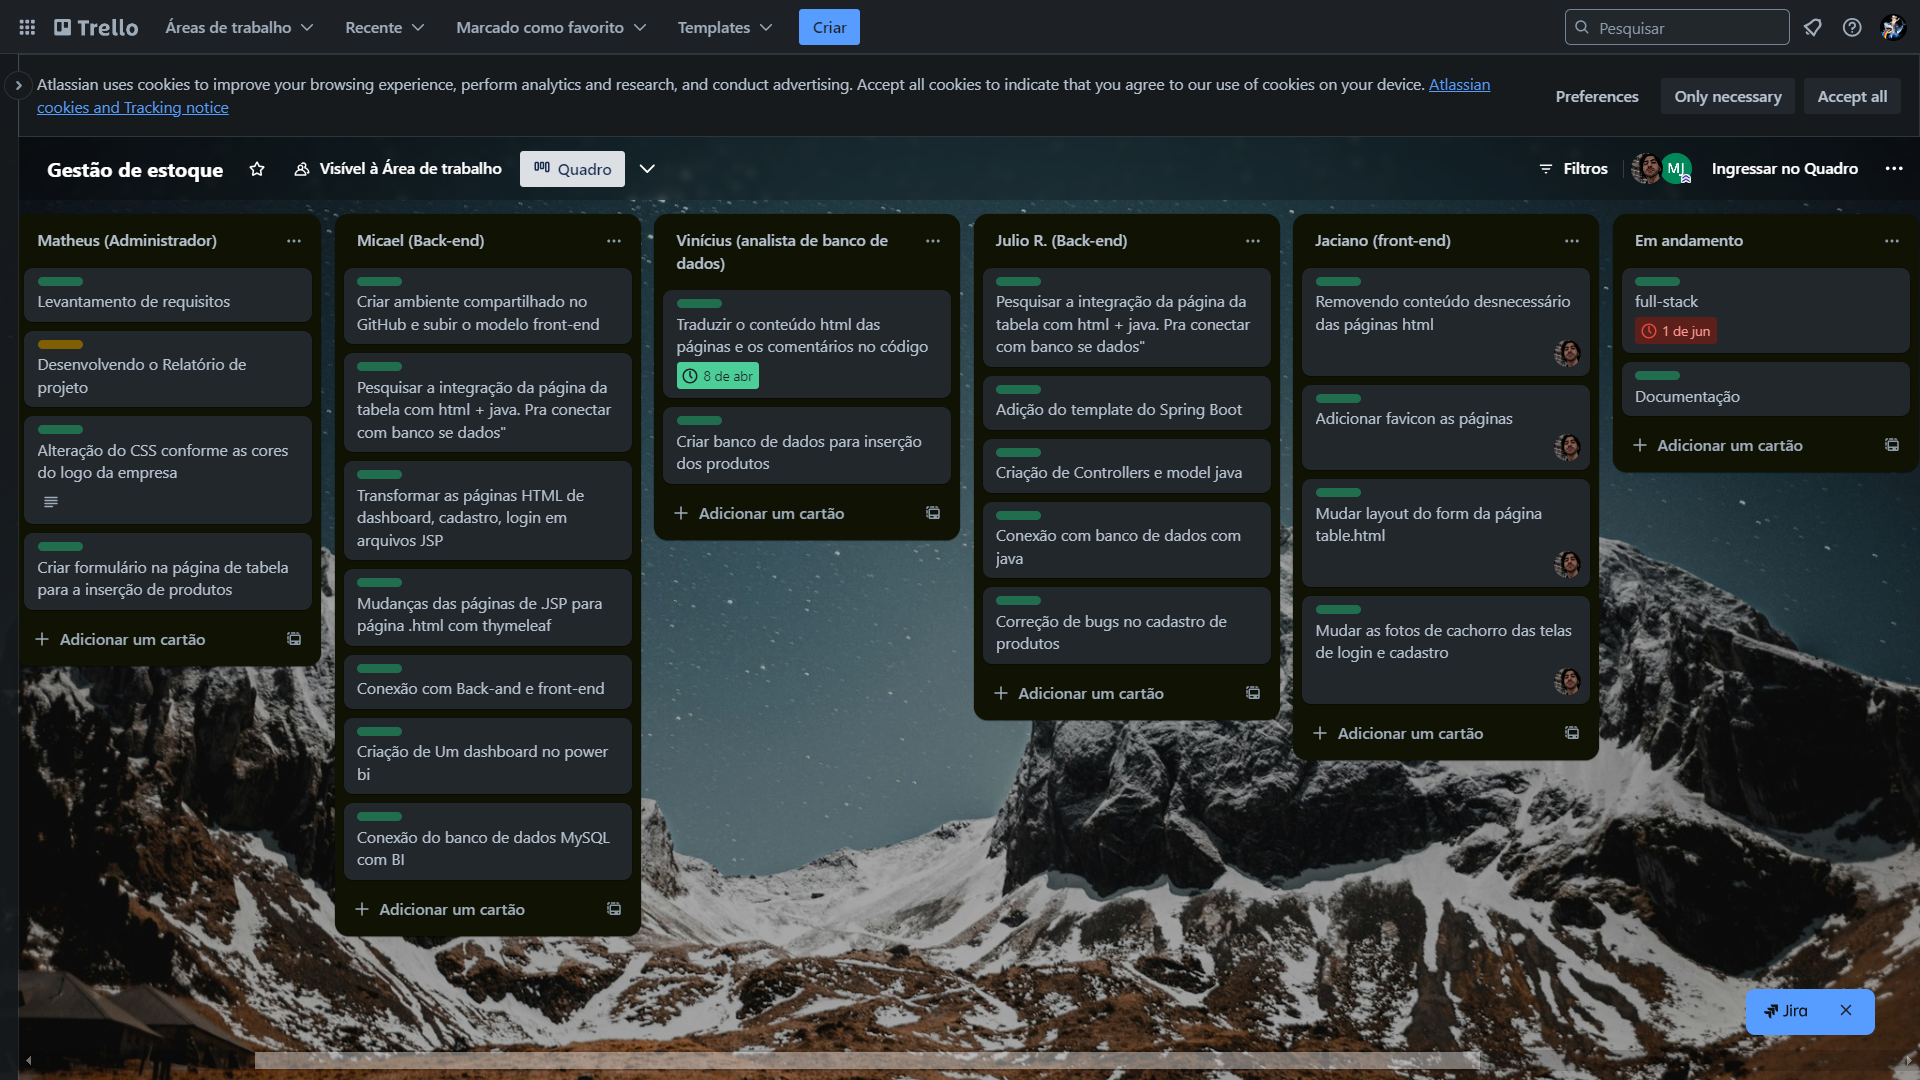 Trello
Áreas de trabalho
Recente
Marcado como favorito
Templates
Criar
Pesquisar
Atlassian uses cookies to improve your browsing experience, perform analytics and research, and conduct advertising. Accept all cookies to indicate that you agree to our use of cookies on your device. Atlassian
cookies and Tracking notice
Preferences
Only necessary
Accept all
Gestão de estoque
Visível à Área de trabalho
Quadro
Filtros
MJ
Ingressar no Quadro
Matheus (Administrador)
Levantamento de requisitos
Desenvolvendo o Relatório de
projeto
Alteração do CSS conforme as cores
do logo da empresa
Criar formulário na página de tabela
para a inserção de produtos
Adicionar um cartão
Micael (Back-end)
Criar ambiente compartilhado no
GitHub e subir o modelo front-end
Pesquisar a integração da página da
tabela com html + java. Pra conectar
com banco se dados"
Transformar as páginas HTML de
dashboard, cadastro, login em
arquivos JSP
Mudanças das páginas de .JSP para
página .html com thymeleaf
Conexão com Back-and e front-end
Criação de Um dashboard no power
bi
Conexão do banco de dados MySQL
com BI
Adicionar um cartão
Vinícius (analista de banco de
dados)
Traduzir o conteúdo html das
páginas e os comentários no código
8 de abr
Criar banco de dados para inserção
dos produtos
Adicionar um cartão
Julio R. (Back-end)
Pesquisar a integração da página da
tabela com html + java. Pra conectar
com banco se dados"
Adição do template do Spring Boot
Criação de Controllers e model java
Conexão com banco de dados com
java
Correção de bugs no cadastro de
produtos
Adicionar um cartão
Jaciano (front-end)
Removendo conteúdo desnecessário
das páginas html
Adicionar favicon as páginas
Mudar layout do form da página
table.html
Mudar as fotos de cachorro das telas
de login e cadastro
Adicionar um cartão
Em andamento
full-stack
1 de jun
Documentação
Adicionar um cartão
Jira